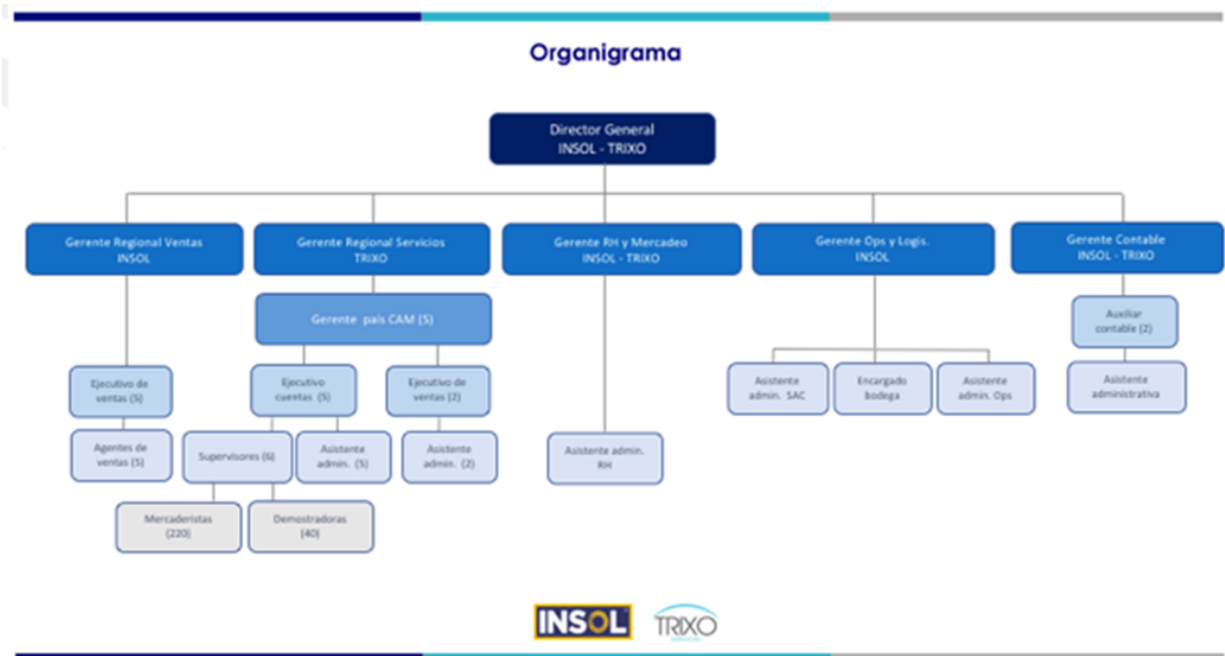 Organigrama
Director General
INSOL - TRIXO
Gerente Regional Ventas
INSOL
Gerente Regional Servicios
TRIXO
Gerente RH y Mercadeo
INSOL - TRIXO
Gerente Ops y Logis.
INSOL
Gerente Contable
INSOL - TRIXO
Gerente país CAM (5)
Auxiliar
contable (2)
Ejecutivo de
ventas (5)
Ejecutivo
cuentas (5)
Ejecutivo de
ventas (2)
Asistente
admin. SAC
Encargado
bodega
Asistente
admin. Ops
Asistente
administrativa
Agentes de
ventas (5)
Supervisores (6)
Asistente
admin. (5)
Asistente
admin. (2)
Asistente admin.
RH
Mercaderistas
(220)
Demostradoras
(40)
INSOL
TRIXO